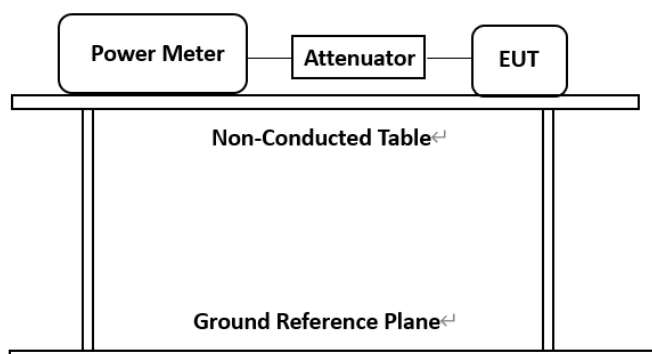 Power Meter
Attenuator
EUT
Non-Conducted Table↵
Ground Reference Plane↵